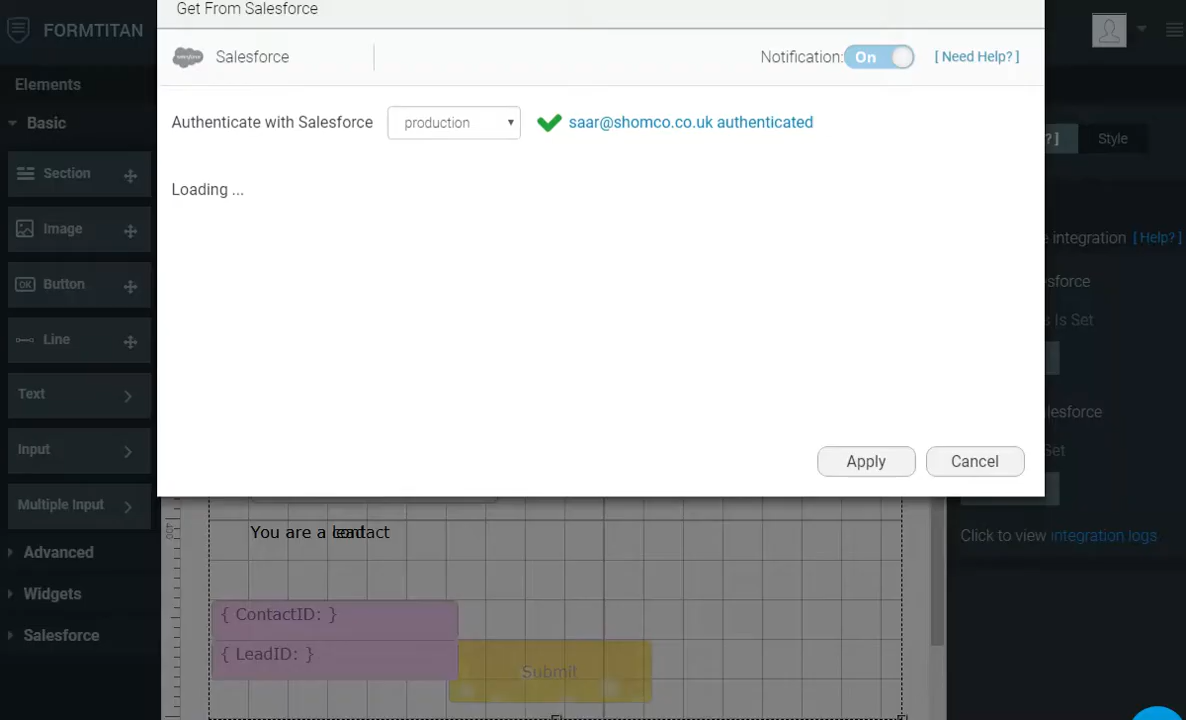 Get From Salesforce
FORMTITAN
Salesforce
Notification:
On
[ Need Help? ]
Elements
Basic
Authenticate with Salesforce
production
saar@shomco.co.uk authenticated
? ]
Style
Section
Loading ...
Image
e integration [ Help? ]
OK
Button
sforce
s Is Set
Line
Text
lesforce
Input
Set
Apply
Cancel
Multiple Input
You are a
Click to view integration logs
Advanced
Widgets
{ ContactID: }
Salesforce
{ LeadID: }
Submit